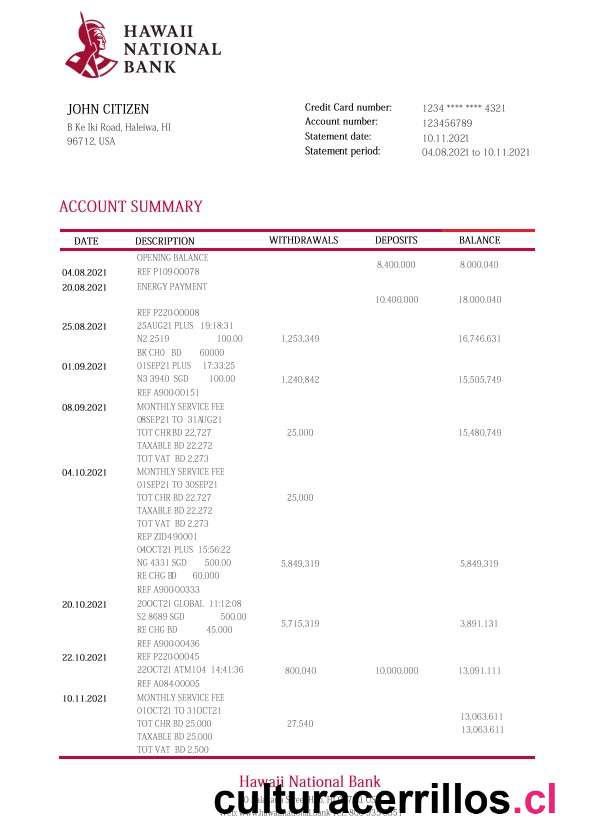 HAWAII
NATIONAL
BANK
JOHN CITIZEN
B Ke Iki Road, Haleiwa, HI
96712, USA
Credit Card number: 1234 **** **** 4321
Account number: 123456789
Statement date: 10.11.2021
Statement period: 04.08.2021 to 10.11.2021
ACCOUNT SUMMARY
DATE DESCRIPTION WITHDRAWALS DEPOSITS BALANCE
OPENING BALANCE
8,400.000 8.000.040
04.08.2021 REF P109-00078
20.08.2021 ENERGY PAYMENT
10.400.000 18.000.040
REF P220-00008
25.08.2021 25AUG21 PLUS 19:18:31
N2 2519 100.00 1,253,349 16,746.631
BK CHO BD 60000
01.09.2021 01SEP21 PLUS 17:33:25
N3 3940 SGD 100.00 1,240,842 15,505,749
REF A900-00151
08.09.2021 MONTHLY SERVICE FEE
08SEP21 TO 31AUG21
TOT CHR BD 22,727 25,000 15,480,749
TAXABLE BD 22,272
TOT VAT BD 2,273
04.10.2021 MONTHLY SERVICE FEE
01SEP21 TO 30SEP21
TOT CHR BD 22,727 25,000
TAXABLE BD 22,272
TOT VAT BD 2,273
REP ZID4-90001
04OCT21 PLUS 15:56:22
NG 4331 SGD 500.00 5,849,319 5,849,319
RE CHG BD 60,000
REF A900-00333
20.10.2021 20OCT21 GLOBAL 11:12:08
S2 8689 SGD 500.00
5,715,319 3,891.131
RE CHG BD 45.000
REF A900-00436
22.10.2021 REF P220-00045
22OCT21 ATM104 14:41:36 800,040 10,000.000 13,091.111
REF A084-00005
10.11.2021 MONTHLY SERVICE FEE
01OCT21 TO 31OCT21
13,063.611
TOT CHR BD 25,000 27,540
13,063.611
TAXABLE BD 25,000
TOT VAT BD 2,500
Hawaii National Bank
culturacerrillos.cl